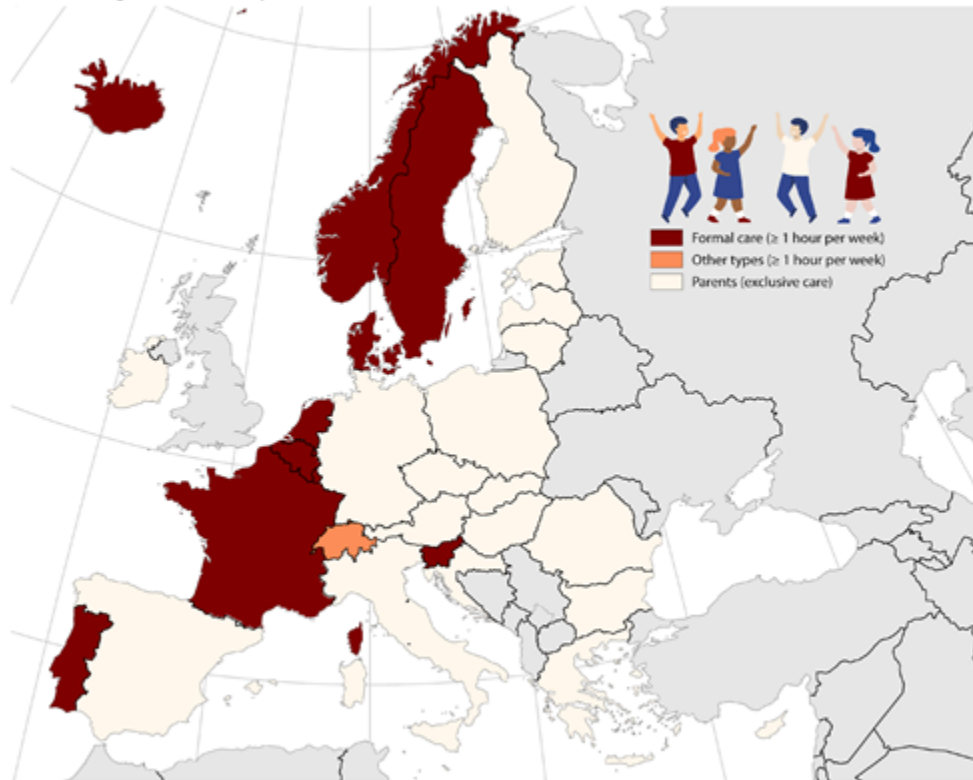 Formal care (≥ 1 hour per week)
Other types (≥ 1 hour per week)
Parents (exclusive care)